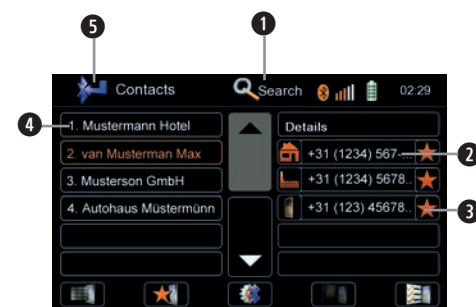 5
1
Contacts
Search
02:29
4
1. Mustermann Hotel
2. van Musterman Max
3. Musterson GmbH
4. Autohaus Müstermünn
Details
+31 (1234) 567-...
2
+31 (1234) 5678..
+31 (123) 45678..
3